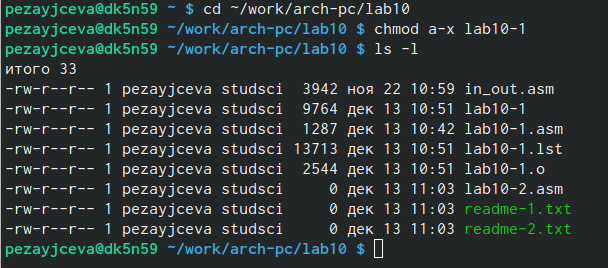 pezayjceva@dk5n59 ~ $ cd ~/work/arch-pc/lab10
pezayjceva@dk5n59 ~/work/arch-pc/lab10 $ chmod a-x lab10-1
pezayjceva@dk5n59 ~/work/arch-pc/lab10 $ ls -l
итого 33
-rw-r--r-- 1 pezayjceva studsci  3942 ноя 22 10:59 in_out.asm
-rw-r--r-- 1 pezayjceva studsci  9764 дек 13 10:51 lab10-1
-rw-r--r-- 1 pezayjceva studsci  1287 дек 13 10:42 lab10-1.asm
-rw-r--r-- 1 pezayjceva studsci 13713 дек 13 10:51 lab10-1.lst
-rw-r--r-- 1 pezayjceva studsci  2544 дек 13 10:51 lab10-1.o
-rw-r--r-- 1 pezayjceva studsci     0 дек 13 11:03 lab10-2.asm
-rw-r--r-- 1 pezayjceva studsci     0 дек 13 11:03 readme-1.txt
-rw-r--r-- 1 pezayjceva studsci     0 дек 13 11:03 readme-2.txt
pezayjceva@dk5n59 ~/work/arch-pc/lab10 $